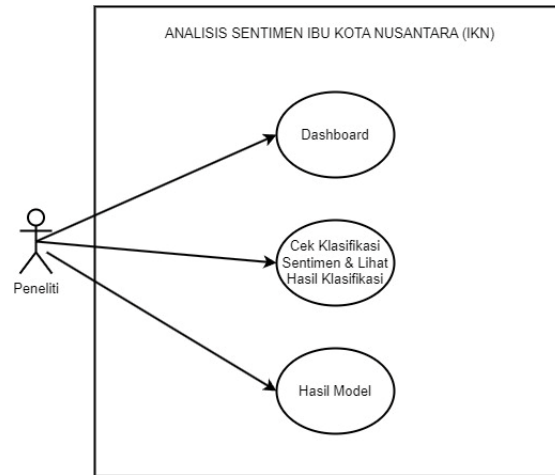 ANALISIS SENTIMEN IBU KOTA NUSANTARA (IKN)
Dashboard
Cek Klasifikasi
Sentimen & Lihat
Hasil Klasifikasi
Peneliti
Hasil Model